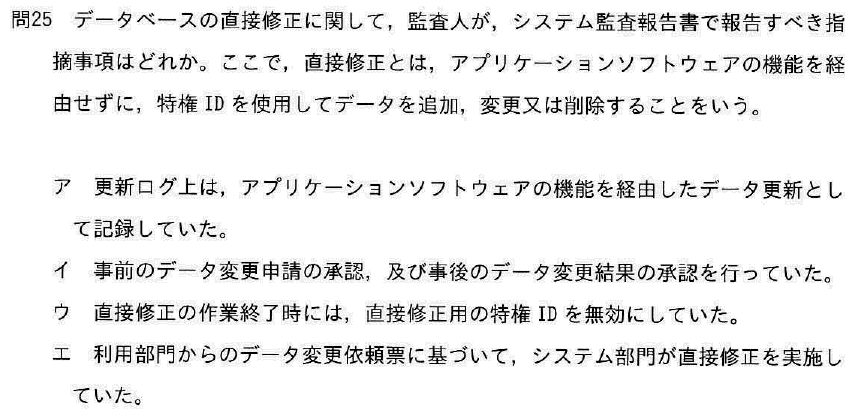 問25 データベースの直接修正に関して，監査人が，システム監査報告書で報告すべき指
摘事項はどれか。ここで，直接修正とは，アプリケーションソフトウェアの機能を経
由せずに，特権 ID を使用してデータを追加，変更又は削除することをいう。
ア 更新ログ上は，アプリケーションソフトウェアの機能を経由したデータ更新とし
て記録していた。
イ 事前のデータ変更申請の承認，及び事後のデータ変更結果の承認を行っていた。
ウ 直接修正の作業終了時には，直接修正用の特権 ID を無効にしていた。
エ 利用部門からのデータ変更依頼票に基づいて，システム部門が直接修正を実施し
ていた。